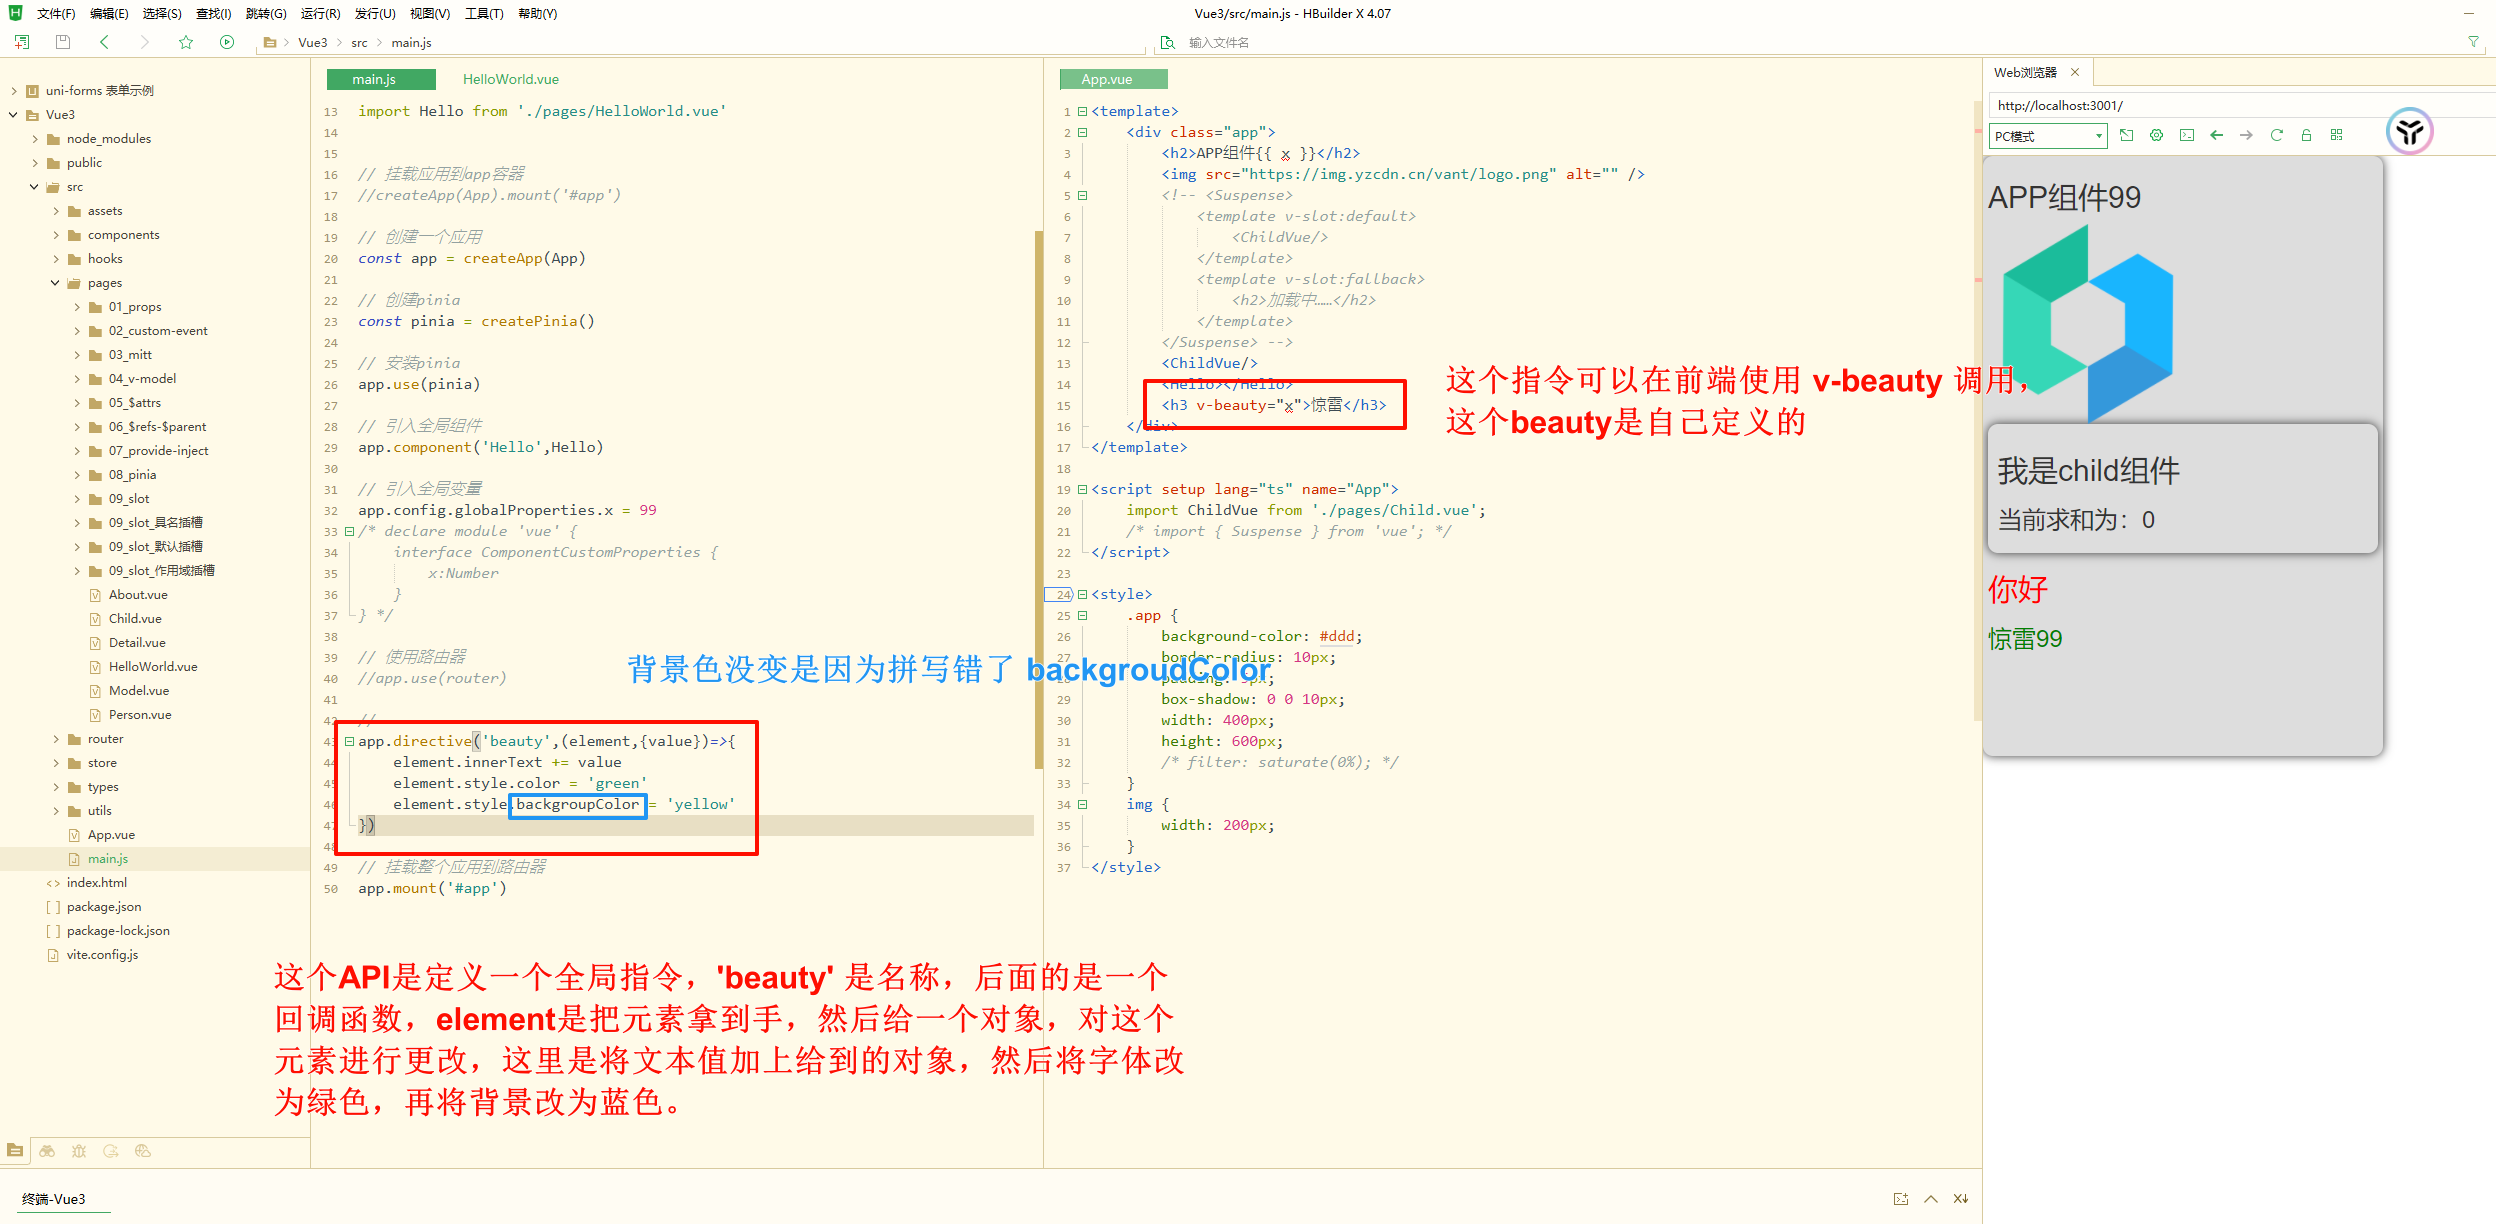 文件(F) 编辑(E) 选择(S) 查找(I) 跳转(G) 运行(R) 发行(U) 视图(V) 工具(T) 帮助(Y)
Vue3/src/main.js - HBuilder X 4.07
Vue3 src main.js
输入文件名
uni-forms 表单示例
Vue3
node_modules
public
src
assets
components
hooks
pages
01_props
02_custom-event
03_mitt
04_v-model
05_$attrs
06_$refs-$parent
07_provide-inject
08_pinia
09_slot
09_slot_具名插槽
09_slot_默认插槽
09_slot_作用域插槽
About.vue
Child.vue
Detail.vue
HelloWorld.vue
Model.vue
Person.vue
router
store
types
utils
App.vue
main.js
index.html
package.json
package-lock.json
vite.config.js
终端-Vue3
main.js HelloWorld.vue
13 import Hello from './pages/HelloWorld.vue'
14
15
16 // 挂载应用到app容器
17 //createApp(App).mount('#app')
18
19 // 创建一个应用
20 const app = createApp(App)
21
22 // 创建pinia
23 const pinia = createPinia()
24
25 // 安装pinia
26 app.use(pinia)
27
28 // 引入全局组件
29 app.component('Hello',Hello)
30
31 // 引入全局变量
32 app.config.globalProperties.x = 99
33 /* declare module 'vue' {
34 interface ComponentCustomProperties {
35 x:Number
36 }
37 } */
38
39 // 使用路由器
40 //app.use(router)
41
42 //
43 app.directive('beauty',(element,{value})=>{
44 element.innerText += value
45 element.style.color = 'green'
46 element.style.backgroupColor = 'yellow'
47 })
48
49 // 挂载整个应用到路由器
50 app.mount('#app')
背景色没变是因为拼写错了 backgroudColor
这个API是定义一个全局指令，'beauty' 是名称，后面的是一个
回调函数，element是把元素拿到手，然后给一个对象，对这个
元素进行更改，这里是将文本值加上给到的对象，然后将字体改
为绿色，再将背景改为蓝色。
App.vue
1 <template>
2 <div class="app">
3 <h2>APP组件{{ x }}</h2>
4 <img src="https://img.yzcdn.cn/vant/logo.png" alt="" />
5 <!-- <Suspense>
6 <template v-slot:default>
7 <ChildVue/>
8 </template>
9 <template v-slot:fallback>
10 <h2>加载中……</h2>
11 </template>
12 </Suspense> -->
13 <ChildVue/>
14 <Hello></Hello>
15 <h3 v-beauty="x">惊雷</h3>
16 </div>
17 </template>
18
19 <script setup lang="ts" name="App">
20 import ChildVue from './pages/Child.vue';
21 /* import { Suspense } from 'vue'; */
22 </script>
23
24 <style>
25 .app {
26 background-color: #ddd;
27 border-radius: 10px;
28 padding: 5px;
29 box-shadow: 0 0 10px;
30 width: 400px;
31 height: 600px;
32 /* filter: saturate(0%); */
33 }
34 img {
35 width: 200px;
36 }
37 </style>
这个指令可以在前端使用 v-beauty 调用，
这个beauty是自己定义的
Web浏览器
http://localhost:3001/
PC模式
APP组件99
我是child组件
当前求和为：0
你好
惊雷99